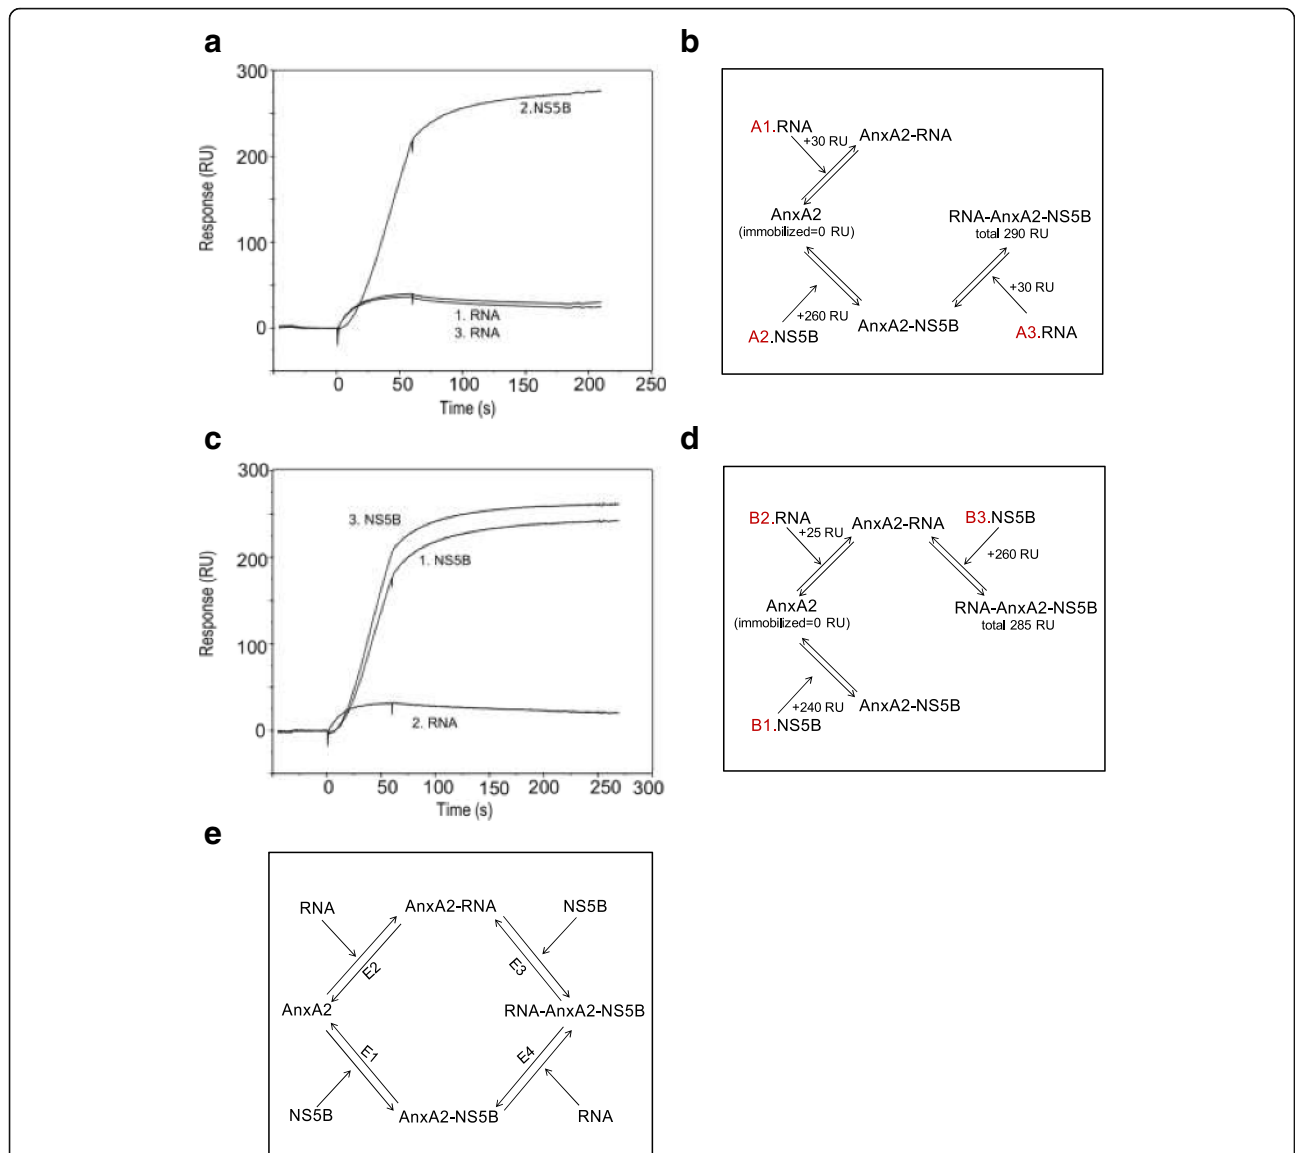 a
300
200
100
0
Response (RU)
0 50 100 150 200 250
Time (s)
2.NS5B
1. RNA
3. RNA
b
A1.RNA
+30 RU
AnxA2-RNA
AnxA2
(immobilized=0 RU)
RNA-AnxA2-NS5B
total 290 RU
+260 RU
A2.NS5B
AnxA2-NS5B
+30 RU
A3.RNA
c
300
200
100
0
Response (RU)
0 50 100 150 200 250 300
Time (s)
3. NS5B
1. NS5B
2. RNA
d
B2.RNA
+25 RU
AnxA2-RNA
B3.NS5B
+260 RU
AnxA2
(immobilized=0 RU)
RNA-AnxA2-NS5B
total 285 RU
+240 RU
B1.NS5B
AnxA2-NS5B
e
RNA
AnxA2-RNA
NS5B
E2
E3
AnxA2
RNA-AnxA2-NS5B
E1
E4
NS5B
AnxA2-NS5B
RNA